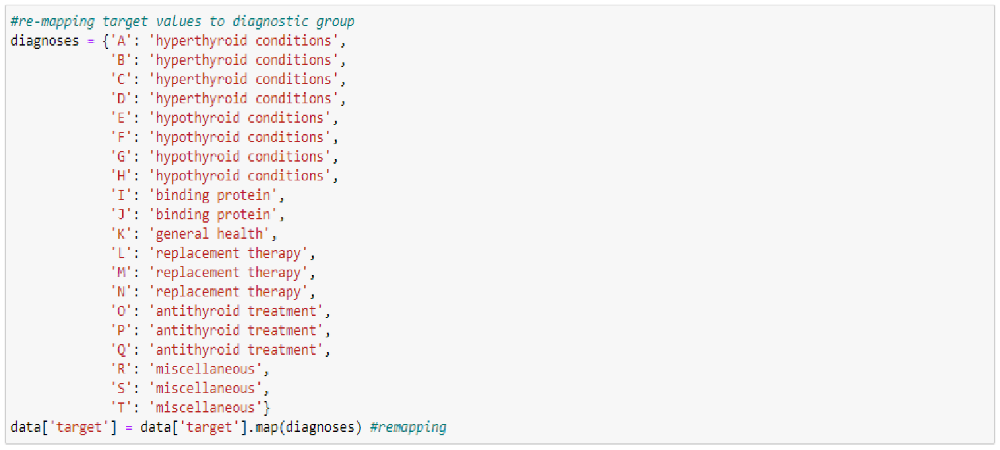 #re-mapping target values to diagnostic group
diagnoses = {'A': 'hyperthyroid conditions',
             'B': 'hyperthyroid conditions',
             'C': 'hyperthyroid conditions',
             'D': 'hyperthyroid conditions',
             'E': 'hypothyroid conditions',
             'F': 'hypothyroid conditions',
             'G': 'hypothyroid conditions',
             'H': 'hypothyroid conditions',
             'I': 'binding protein',
             'J': 'binding protein',
             'K': 'general health',
             'L': 'replacement therapy',
             'M': 'replacement therapy',
             'N': 'replacement therapy',
             'O': 'antithyroid treatment',
             'P': 'antithyroid treatment',
             'Q': 'antithyroid treatment',
             'R': 'miscellaneous',
             'S': 'miscellaneous',
             'T': 'miscellaneous'}
data['target'] = data['target'].map(diagnoses) #remapping